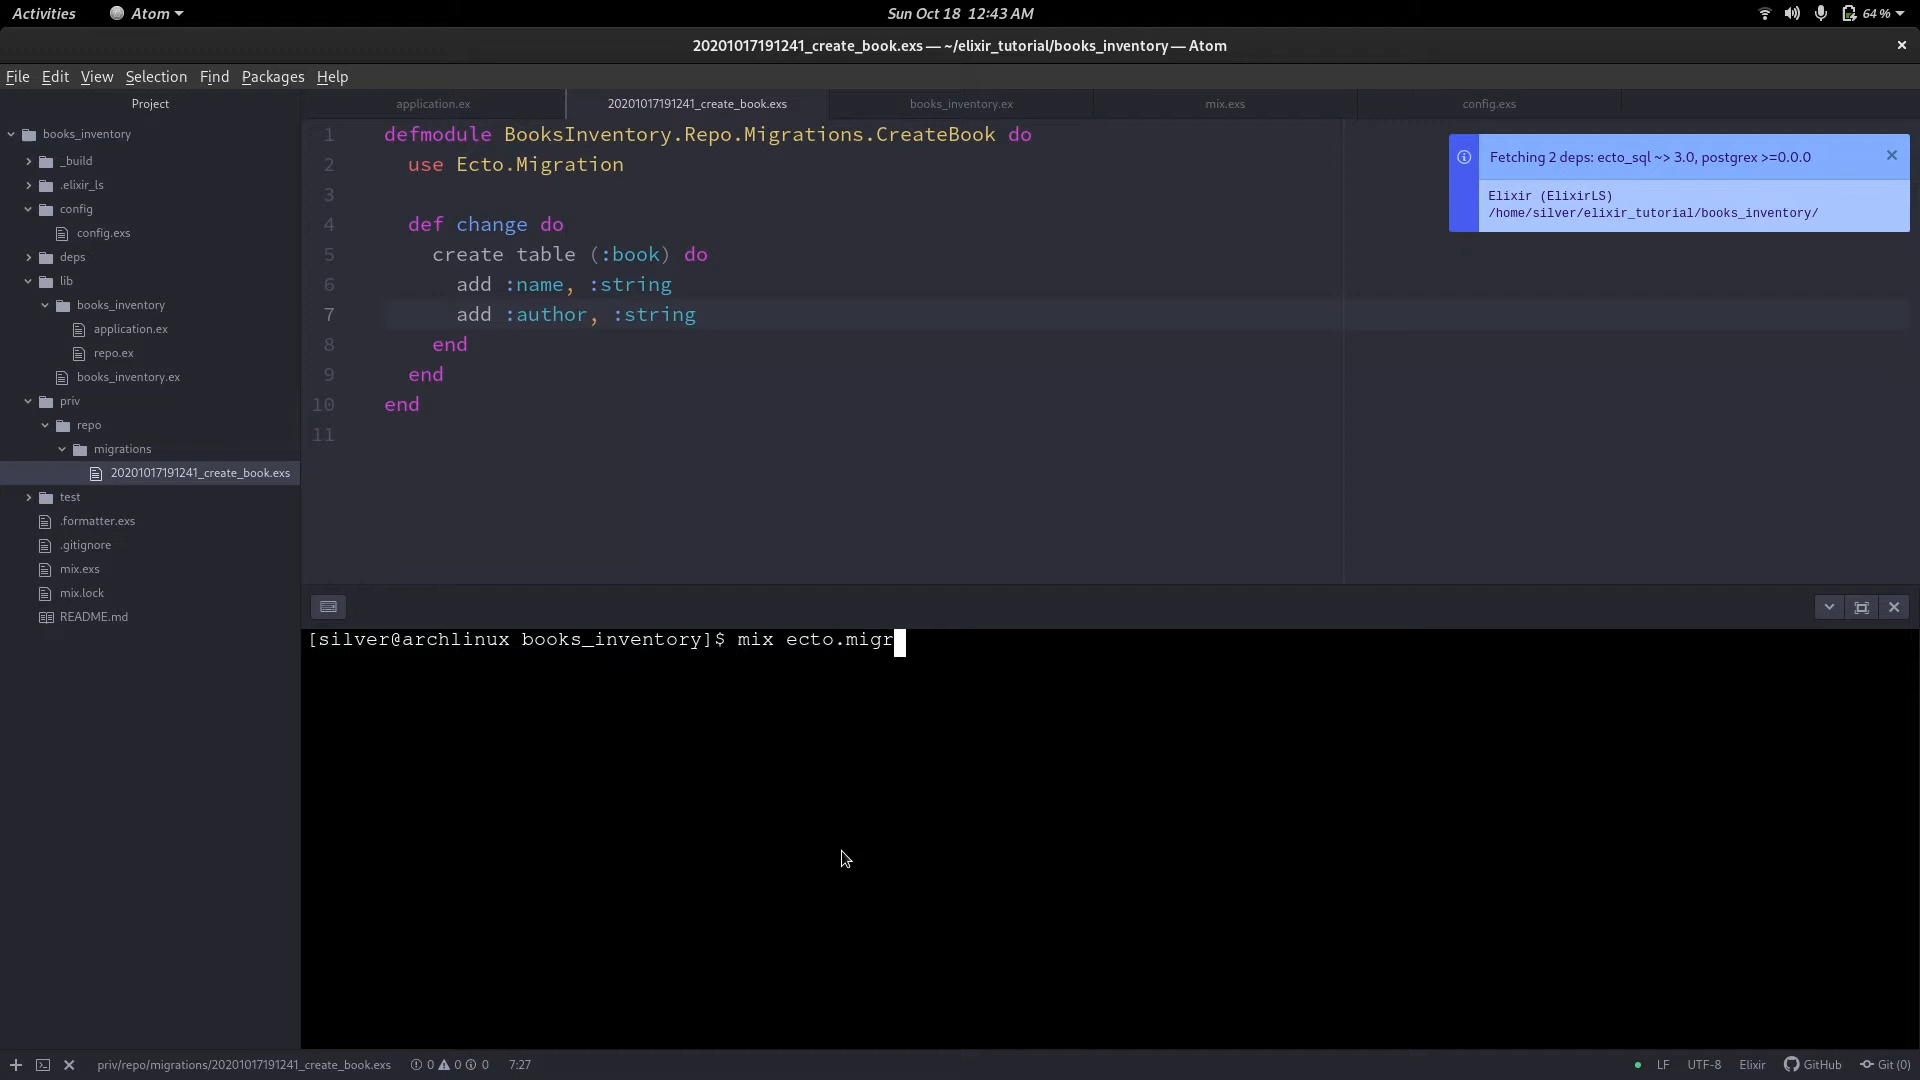 Activities Atom Sun Oct 18 12:43 AM 64 %
20201017191241_create_book.exs — ~/elixir_tutorial/books_inventory — Atom
File Edit View Selection Find Packages Help
Project
books_inventory
_build
.elixir_ls
config
config.exs
deps
lib
books_inventory
application.ex
repo.ex
books_inventory.ex
priv
repo
migrations
20201017191241_create_book.exs
test
.formatter.exs
.gitignore
mix.exs
mix.lock
README.md
application.ex 20201017191241_create_book.exs books_inventory.ex mix.exs config.exs
1 defmodule BooksInventory.Repo.Migrations.CreateBook do
2 use Ecto.Migration
3
4 def change do
5 create table (:book) do
6 add :name, :string
7 add :author, :string
8 end
9 end
10 end
11
Fetching 2 deps: ecto_sql ~> 3.0, postgrex >=0.0.0
Elixir (ElixirLS)
/home/silver/elixir_tutorial/books_inventory/
[silver@archlinux books_inventory]$ mix ecto.migr
priv/repo/migrations/20201017191241_create_book.exs 0 0 0 7:27 LF UTF-8 Elixir GitHub Git (0)